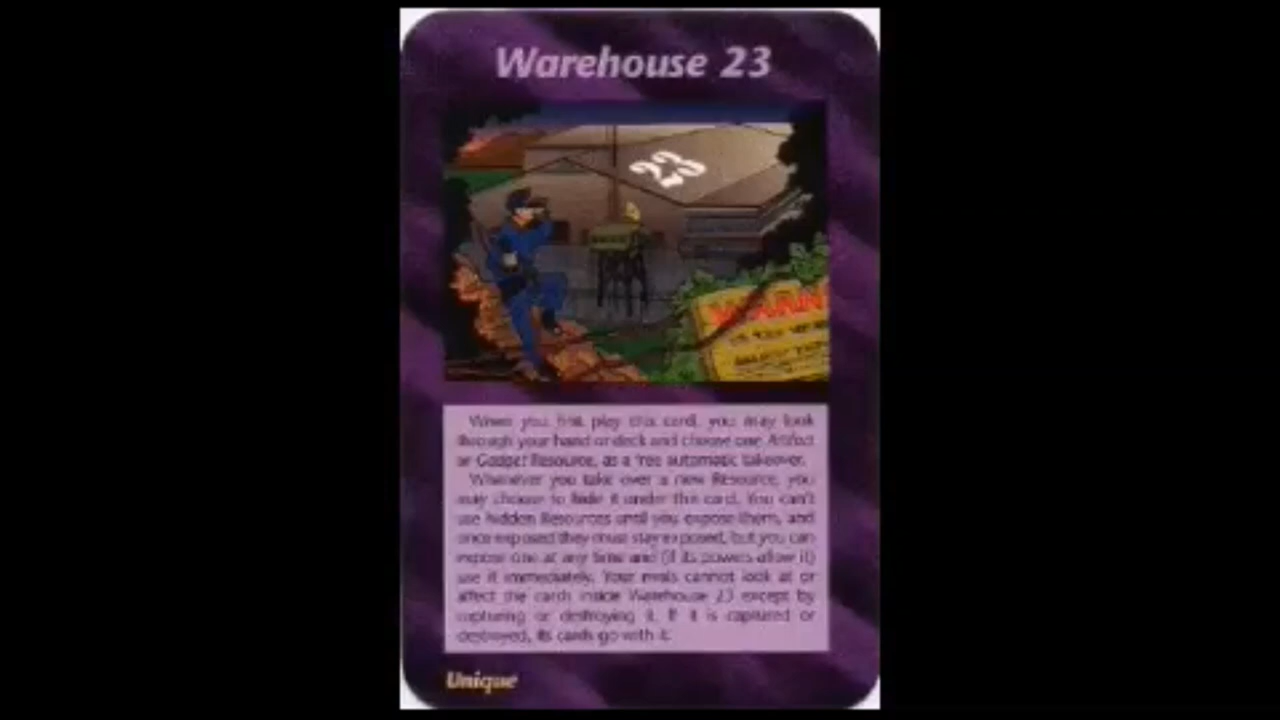 Warehouse 23
23
When you first play this card, you may look
through your hand or deck and choose one Artifact
or Gadget Resource, as a free automatic takeover.
Whenever you take over a new Resource, you
may choose to hide it under this card. You can't
use hidden Resources until you expose them, and
once exposed they must stay exposed, but you can
expose one at any time and (if its powers allow it)
use it immediately. Your rivals cannot look at or
affect the cards inside Warehouse 23 except by
capturing or destroying it. If it is captured or
destroyed, its cards go with it.
Unique